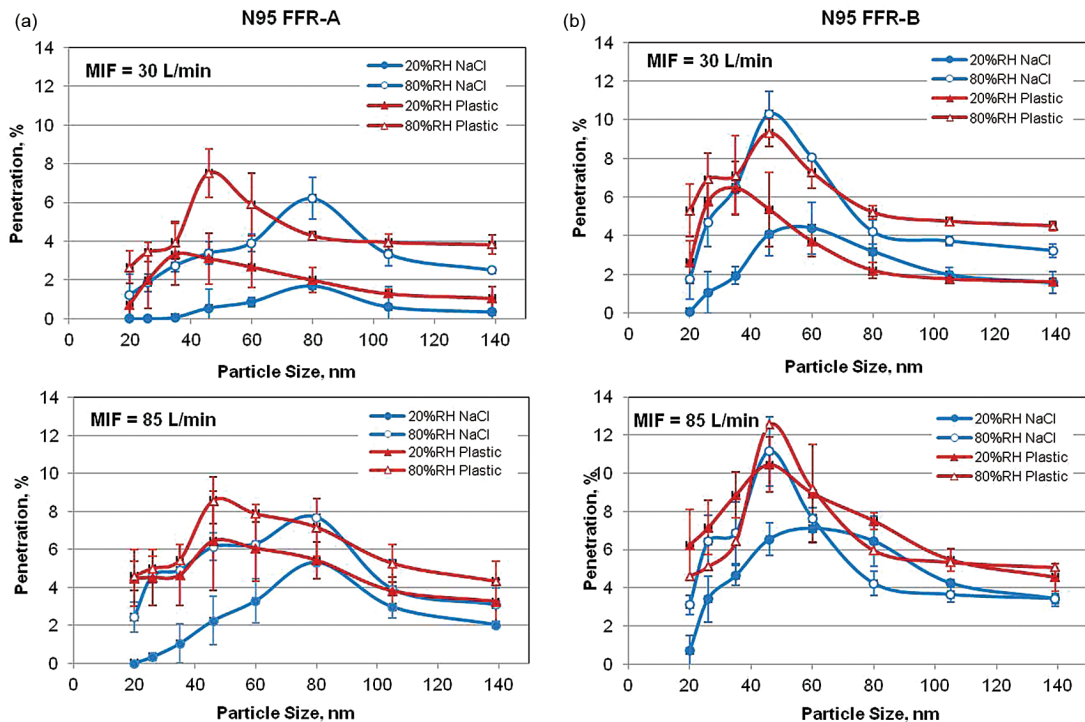 (a)
N95 FFR-A
14
12
10
8
6
4
2
0
Penetration, %
MIF = 30 L/min
20%RH NaCl
80%RH NaCl
20%RH Plastic
80%RH Plastic
0 20 40 60 80 100 120 140
Particle Size, nm
14
12
10
8
6
4
2
0
Penetration, %
MIF = 85 L/min
20%RH NaCl
80%RH NaCl
20%RH Plastic
80%RH Plastic
0 20 40 60 80 100 120 140
Particle Size, nm
(b)
N95 FFR-B
14
12
10
8
6
4
2
0
Penetration, %
MIF = 30 L/min
20%RH NaCl
80%RH NaCl
20%RH Plastic
80%RH Plastic
0 20 40 60 80 100 120 140
Particle Size, nm
14
12
10
8
6
4
2
0
Penetration, %
MIF = 85 L/min
20%RH NaCl
80%RH NaCl
20%RH Plastic
80%RH Plastic
0 20 40 60 80 100 120 140
Particle Size, nm